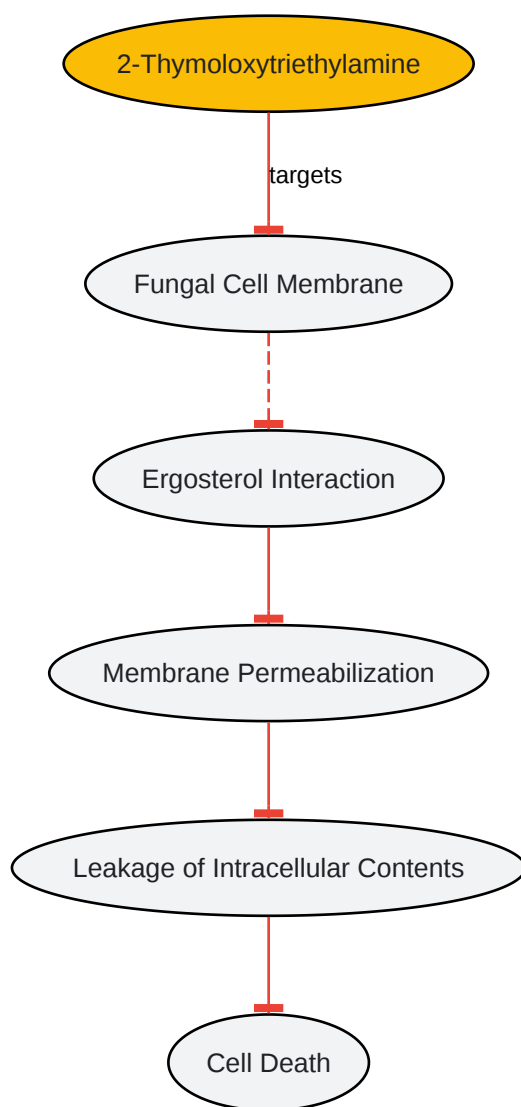 2-Thymoloxytriethylamine
targets
Fungal Cell Membrane
Ergosterol Interaction
Membrane Permeabilization
Leakage of Intracellular Contents
Cell Death